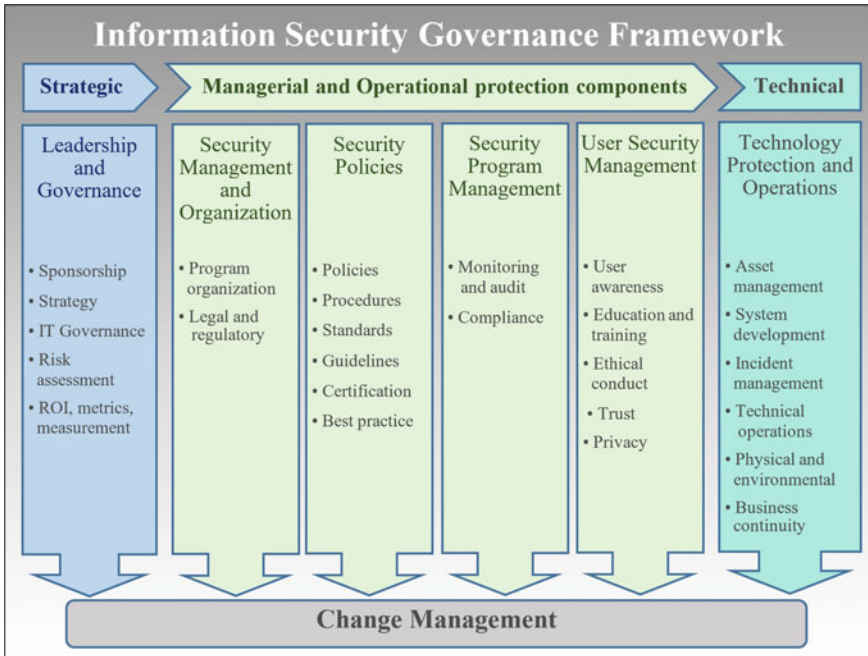 Information Security Governance Framework
Strategic
Managerial and Operational protection components
Technical
Leadership
and
Governance
• Sponsorship
• Strategy
• IT Governance
• Risk
assessment
• ROI, metrics,
measurement
Security
Management
and
Organization
• Program
organization
• Legal and
regulatory
Security
Policies
• Policies
• Procedures
• Standards
• Guidelines
• Certification
• Best practice
Security
Program
Management
• Monitoring
and audit
• Compliance
User Security
Management
• User
awareness
• Education and
training
• Ethical
conduct
• Trust
• Privacy
Technology
Protection and
Operations
• Asset
management
• System
development
• Incident
management
• Technical
operations
• Physical and
environmental
• Business
continuity
Change Management